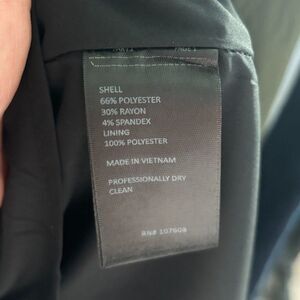 SHELL
66% POLYESTER
30% RAYON
4% SPANDEX
LINING
100% POLYESTER
MADE IN VIETNAM
PROFESSIONALLY DRY
CLEAN
RN# 107608